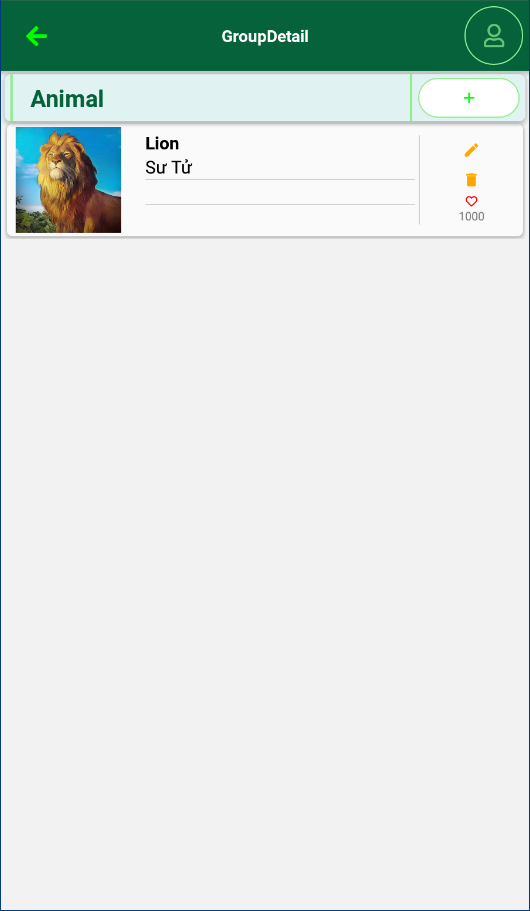 GroupDetail
Animal
+
Lion
Sư Tử
1000